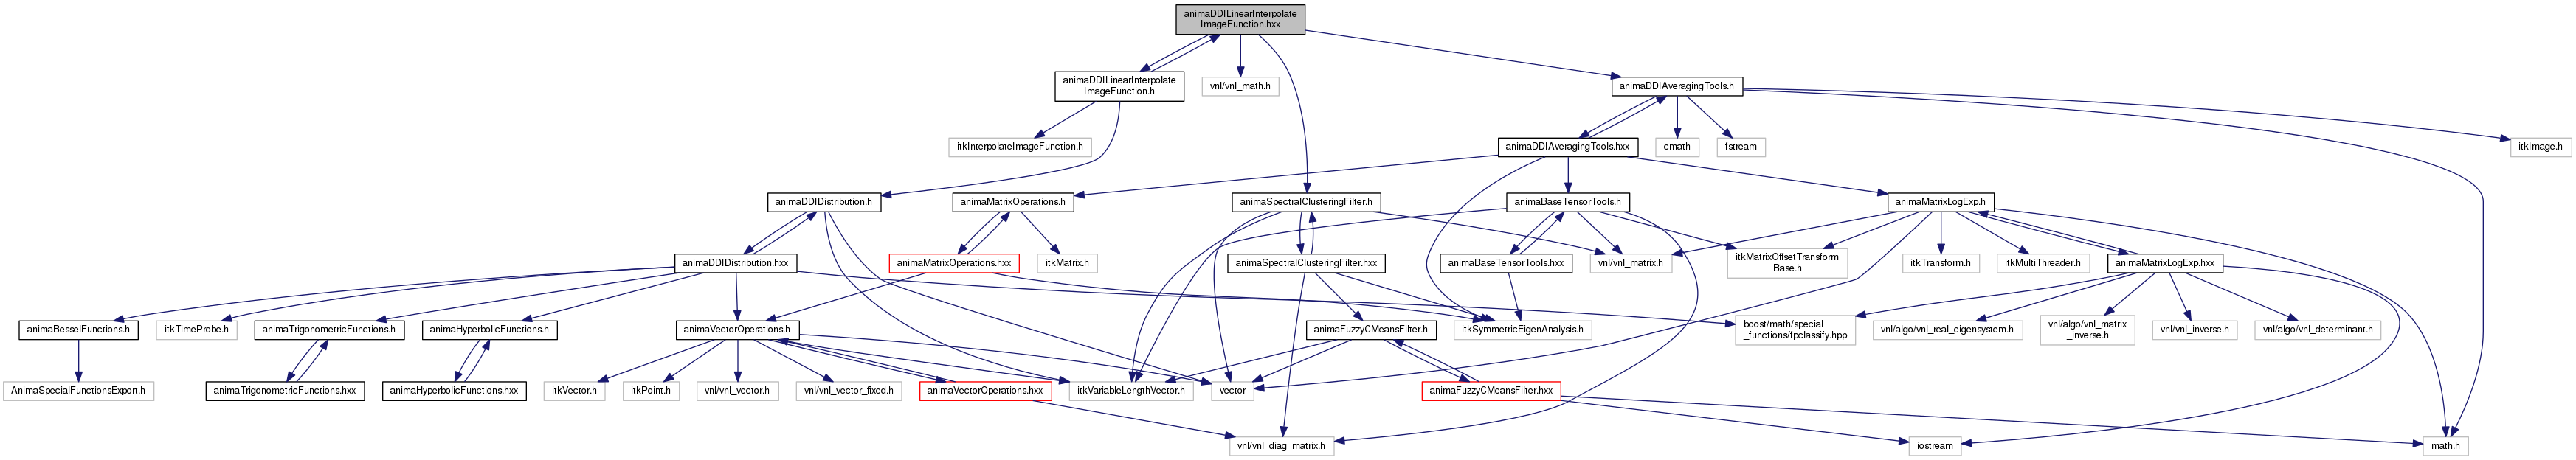 animaDDILinearInterpolate
ImageFunction.hxx
animaDDILinearInterpolate
ImageFunction.h
vnl/vnl_math.h
animaDDIAveragingTools.h
itkInterpolateImageFunction.h
animaDDIAveragingTools.hxx
cmath
fstream
itkImage.h
animaDDIDistribution.h
animaMatrixOperations.h
animaSpectralClusteringFilter.h
animaBaseTensorTools.h
animaMatrixLogExp.h
animaDDIDistribution.hxx
animaMatrixOperations.hxx
itkMatrix.h
animaSpectralClusteringFilter.hxx
animaBaseTensorTools.hxx
vnl/vnl_matrix.h
itkMatrixOffsetTransform
Base.h
itkTransform.h
itkMultiThreader.h
animaMatrixLogExp.hxx
animaBesselFunctions.h
itkTimeProbe.h
animaTrigonometricFunctions.h
animaHyperbolicFunctions.h
animaVectorOperations.h
animaFuzzyCMeansFilter.h
itkSymmetricEigenAnalysis.h
boost/math/special
_functions/fpclassify.hpp
vnl/algo/vnl_real_eigensystem.h
vnl/algo/vnl_matrix
_inverse.h
vnl/vnl_inverse.h
vnl/algo/vnl_determinant.h
AnimaSpecialFunctionsExport.h
animaTrigonometricFunctions.hxx
animaHyperbolicFunctions.hxx
itkVector.h
itkPoint.h
vnl/vnl_vector.h
vnl/vnl_vector_fixed.h
animaVectorOperations.hxx
itkVariableLengthVector.h
vector
animaFuzzyCMeansFilter.hxx
vnl/vnl_diag_matrix.h
iostream
math.h